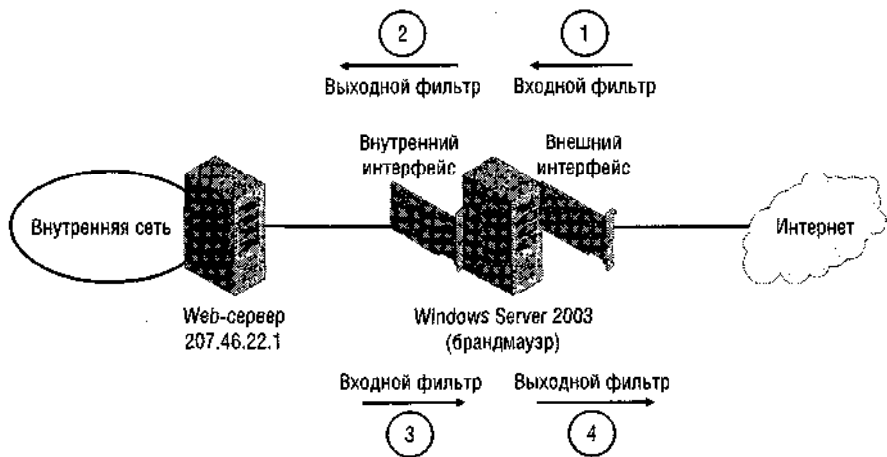 2
1
Выходной фильтр
Входной фильтр
Внутренний
интерфейс
Внешний
интерфейс
Внутренняя сеть
Интернет
Web-сервер
207.46.22.1
Windows Server 2003
(брандмауэр)
Входной фильтр
Выходной фильтр
3
4